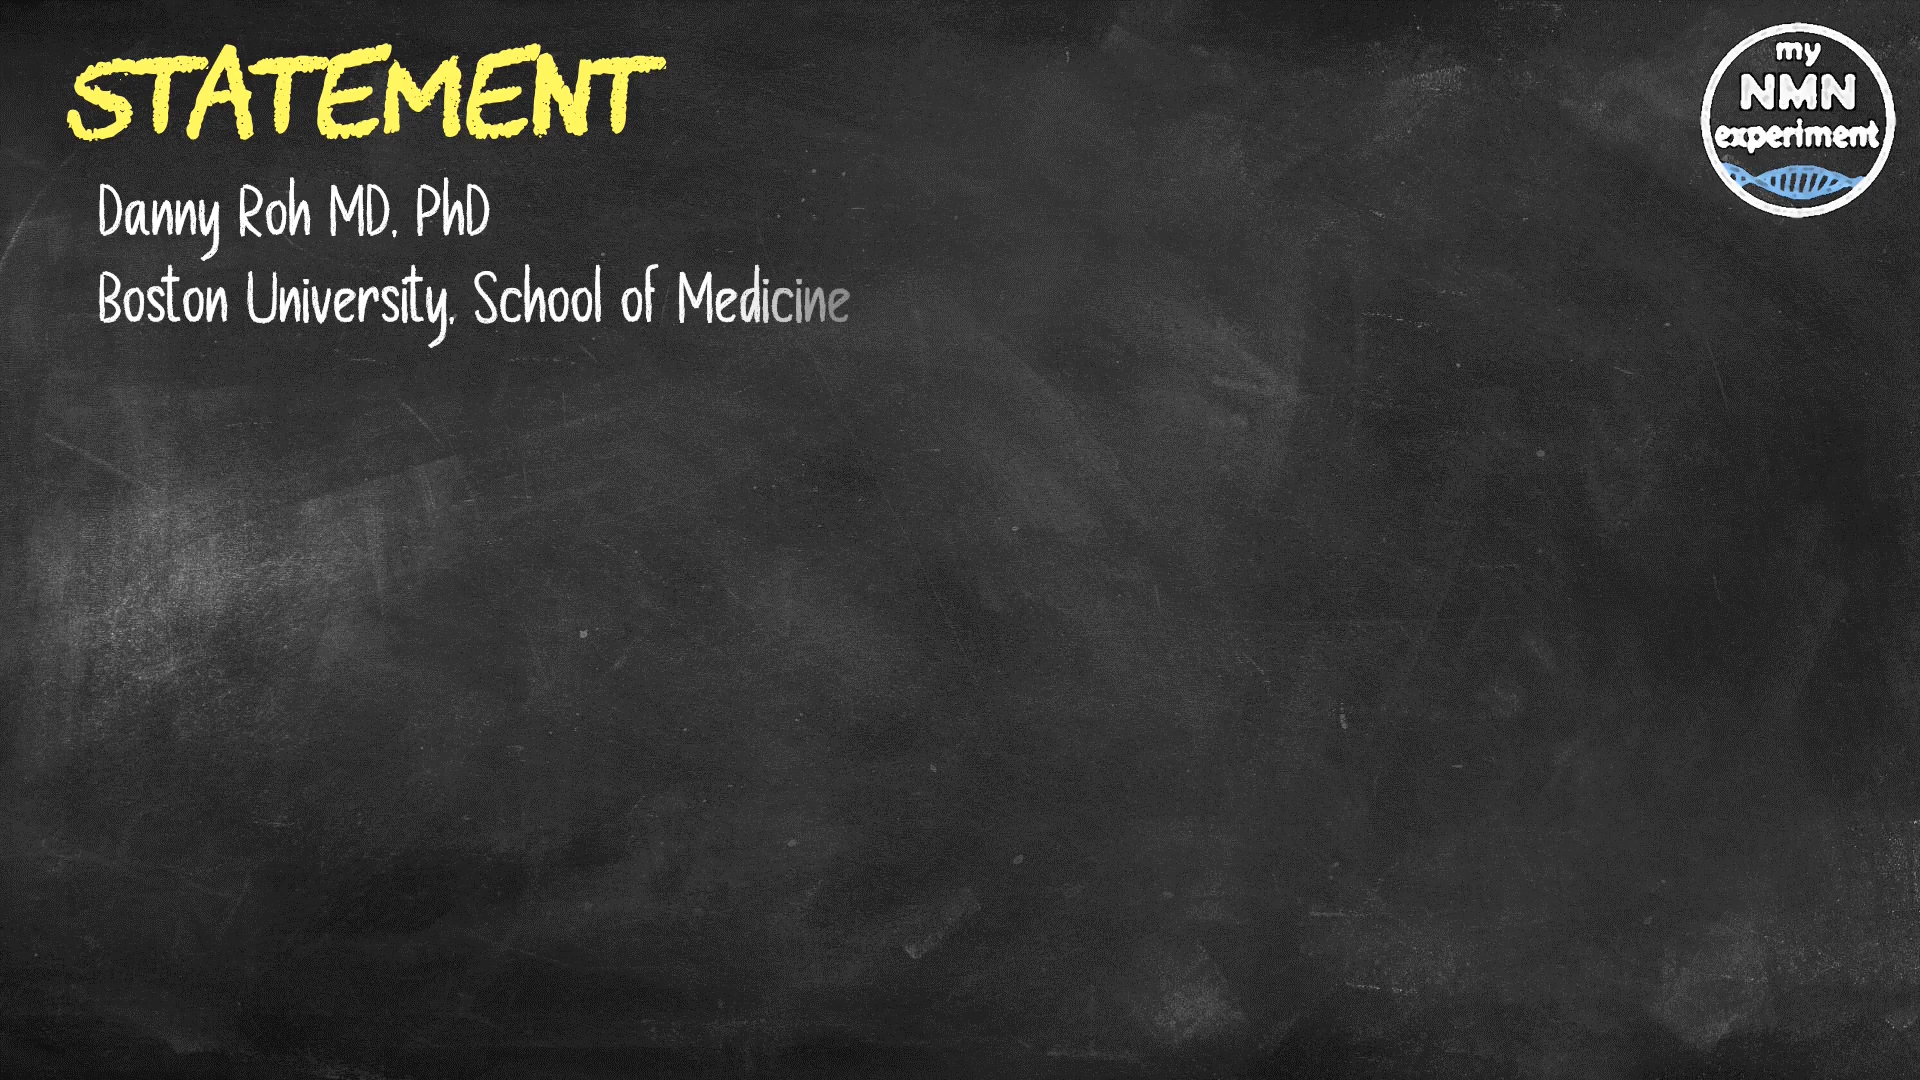 STATEMENT
Danny Roh MD, PhD
Boston University, School of Medicine
my
NMN
experiment